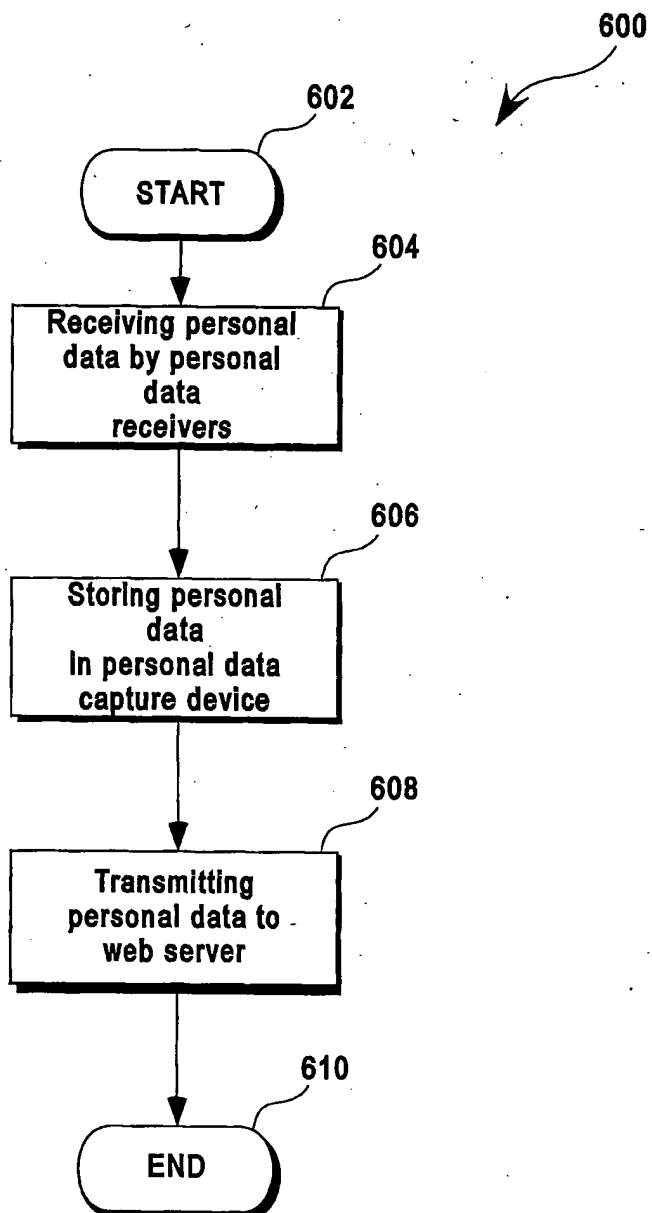 600
602
START
604
Receiving personal
data by personal
data
receivers
606
Storing personal
data
In personal data
capture device
608
Transmitting
personal data to
web server
610
END